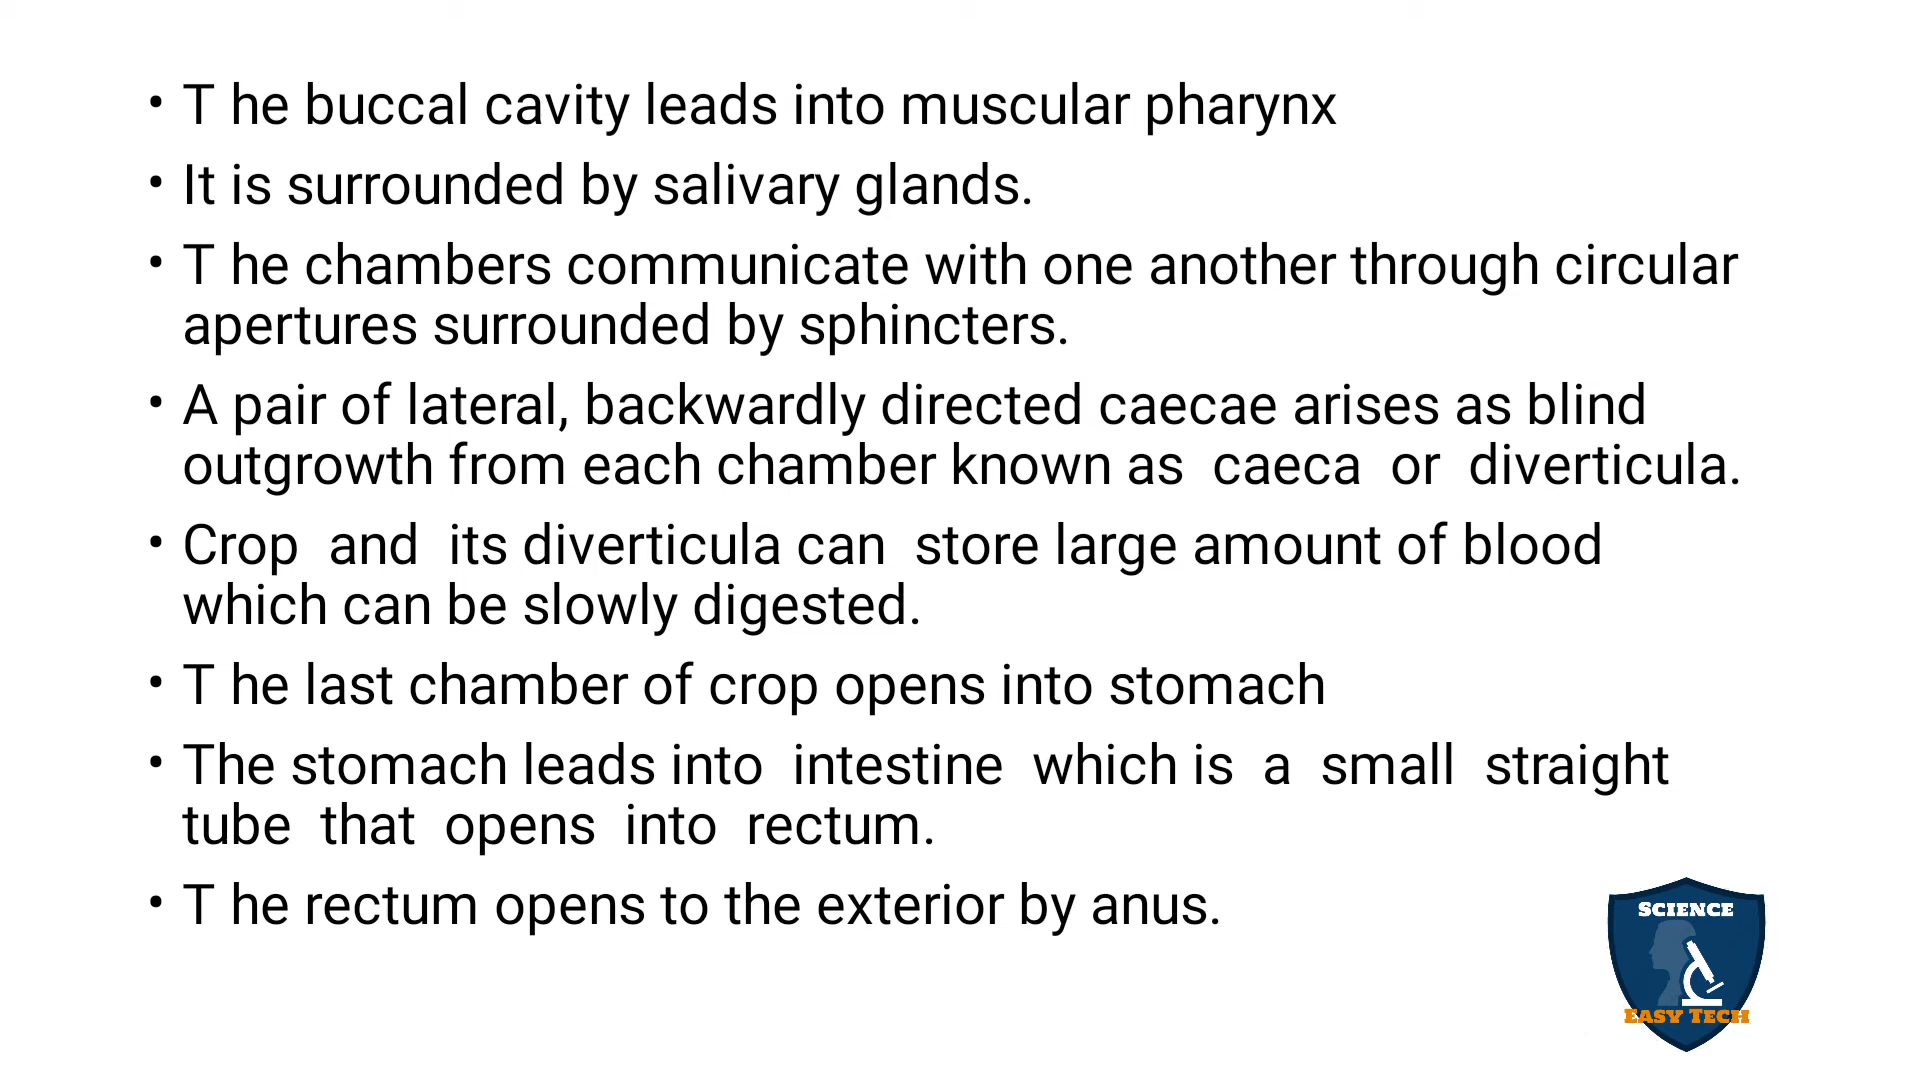 • T he buccal cavity leads into muscular pharynx
• It is surrounded by salivary glands.
• T he chambers communicate with one another through circular
apertures surrounded by sphincters.
• A pair of lateral, backwardly directed caecae arises as blind
outgrowth from each chamber known as  caeca  or  diverticula.
• Crop  and  its diverticula can  store large amount of blood
which can be slowly digested.
• T he last chamber of crop opens into stomach
• The stomach leads into  intestine  which is  a  small  straight
tube  that  opens  into  rectum.
• T he rectum opens to the exterior by anus.
SCIENCE
EASY TECH